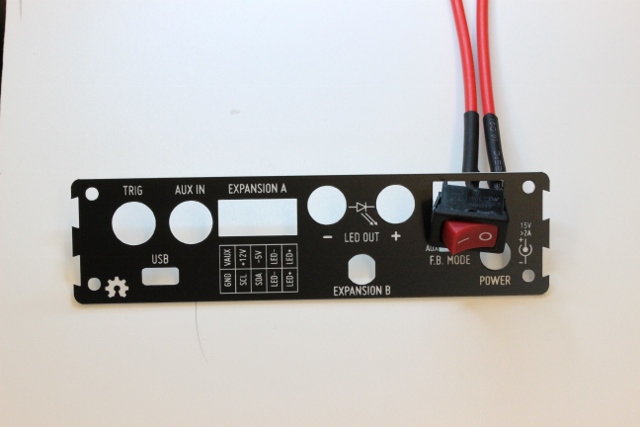 TRIG
AUX IN
EXPANSION A
USB
GND VAUX
SCL +12V
SDA -5V
LED- LED-
LED+ LED+
- LED OUT +
EXPANSION B
AUX
F.B. MODE
15V
>2A
+
-
POWER
- O